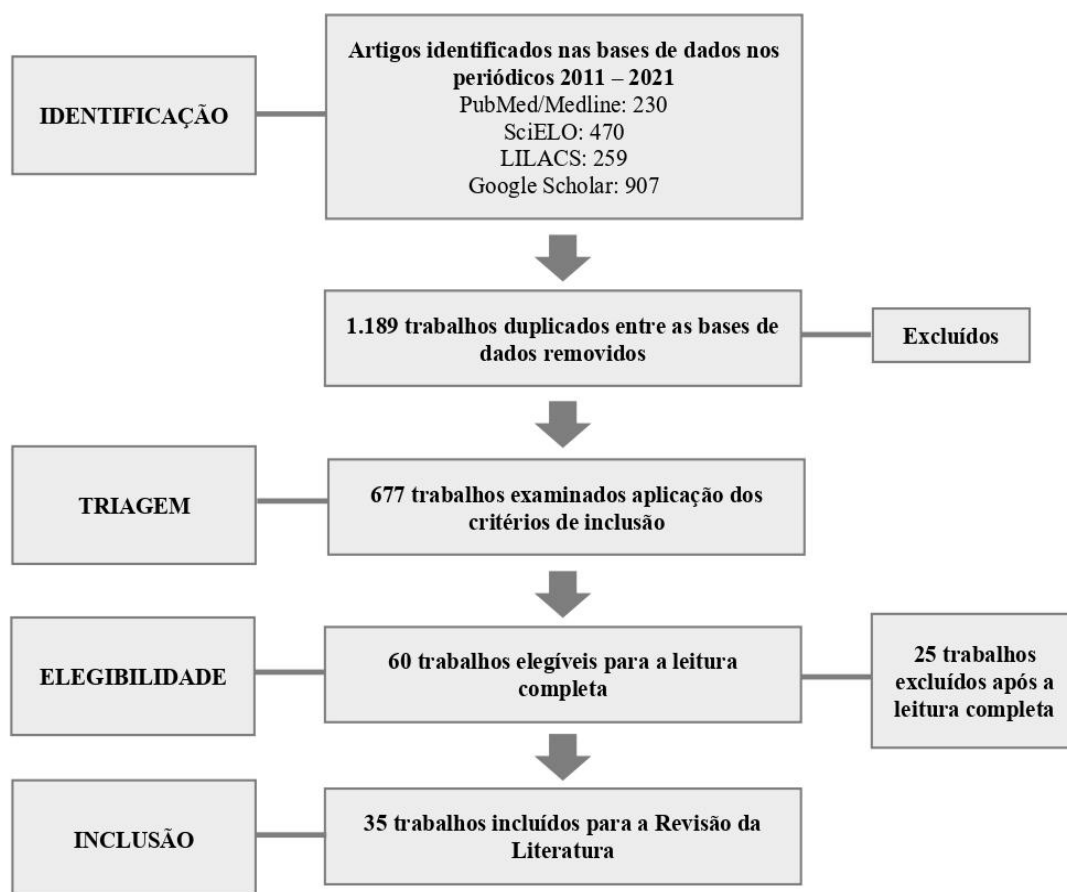 IDENTIFICAÇÃO
Artigos identificados nas bases de dados nos
periódicos 2011 – 2021
PubMed/Medline: 230
SciELO: 470
LILACS: 259
Google Scholar: 907
1.189 trabalhos duplicados entre as bases de
dados removidos
Excluídos
TRIAGEM
677 trabalhos examinados aplicação dos
critérios de inclusão
ELEGIBILIDADE
60 trabalhos elegíveis para a leitura
completa
25 trabalhos
excluídos após a
leitura completa
INCLUSÃO
35 trabalhos incluídos para a Revisão da
Literatura